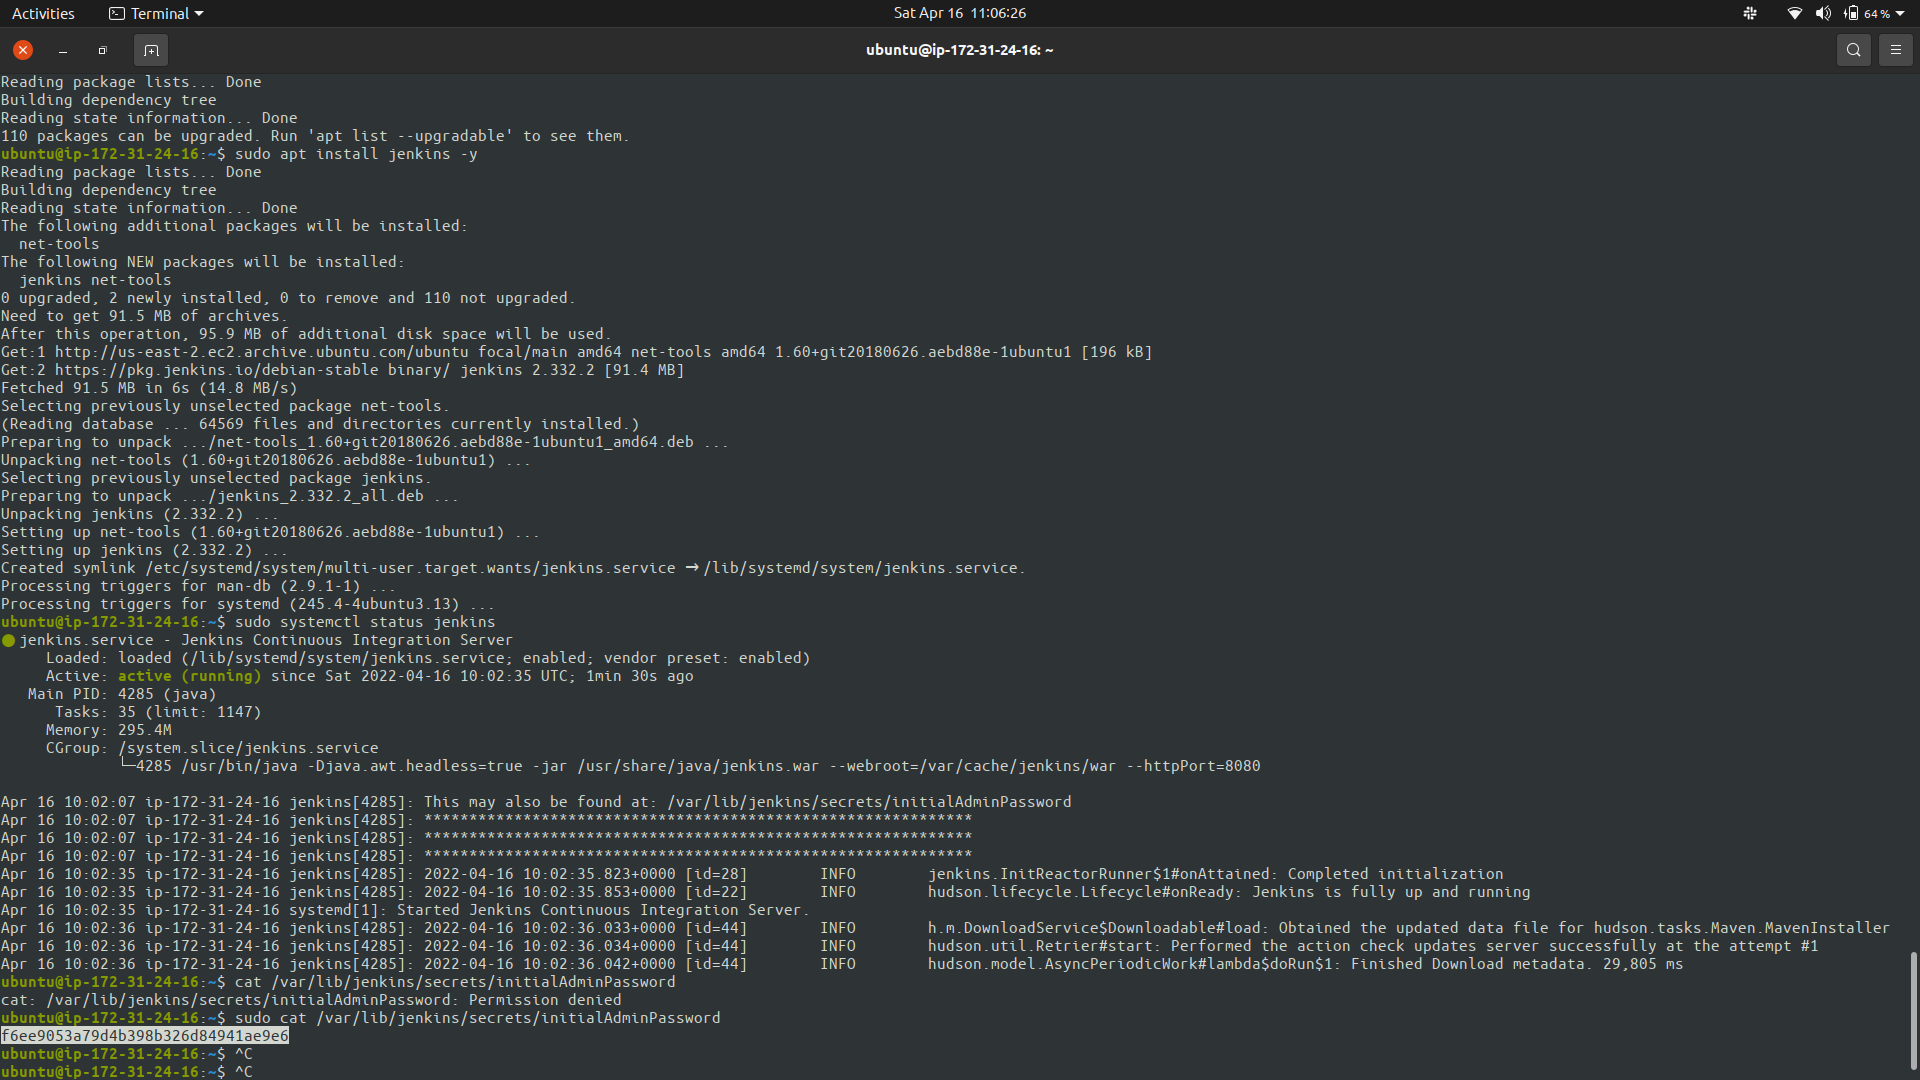 Activities
Terminal
Sat Apr 16 11:06:26
64 %
ubuntu@ip-172-31-24-16: ~
Reading package lists... Done
Building dependency tree
Reading state information... Done
110 packages can be upgraded. Run 'apt list --upgradable' to see them.
ubuntu@ip-172-31-24-16:~$ sudo apt install jenkins -y
Reading package lists... Done
Building dependency tree
Reading state information... Done
The following additional packages will be installed:
  net-tools
The following NEW packages will be installed:
  jenkins net-tools
0 upgraded, 2 newly installed, 0 to remove and 110 not upgraded.
Need to get 91.5 MB of archives.
After this operation, 95.9 MB of additional disk space will be used.
Get:1 http://us-east-2.ec2.archive.ubuntu.com/ubuntu focal/main amd64 net-tools amd64 1.60+git20180626.aebd88e-1ubuntu1 [196 kB]
Get:2 https://pkg.jenkins.io/debian-stable binary/ jenkins 2.332.2 [91.4 MB]
Fetched 91.5 MB in 6s (14.8 MB/s)
Selecting previously unselected package net-tools.
(Reading database ... 64569 files and directories currently installed.)
Preparing to unpack .../net-tools_1.60+git20180626.aebd88e-1ubuntu1_amd64.deb ...
Unpacking net-tools (1.60+git20180626.aebd88e-1ubuntu1) ...
Selecting previously unselected package jenkins.
Preparing to unpack .../jenkins_2.332.2_all.deb ...
Unpacking jenkins (2.332.2) ...
Setting up net-tools (1.60+git20180626.aebd88e-1ubuntu1) ...
Setting up jenkins (2.332.2) ...
Created symlink /etc/systemd/system/multi-user.target.wants/jenkins.service → /lib/systemd/system/jenkins.service.
Processing triggers for man-db (2.9.1-1) ...
Processing triggers for systemd (245.4-4ubuntu3.13) ...
ubuntu@ip-172-31-24-16:~$ sudo systemctl status jenkins
● jenkins.service - Jenkins Continuous Integration Server
     Loaded: loaded (/lib/systemd/system/jenkins.service; enabled; vendor preset: enabled)
     Active: active (running) since Sat 2022-04-16 10:02:35 UTC; 1min 30s ago
   Main PID: 4285 (java)
      Tasks: 35 (limit: 1147)
     Memory: 295.4M
     CGroup: /system.slice/jenkins.service
             └─4285 /usr/bin/java -Djava.awt.headless=true -jar /usr/share/java/jenkins.war --webroot=/var/cache/jenkins/war --httpPort=8080
Apr 16 10:02:07 ip-172-31-24-16 jenkins[4285]: This may also be found at: /var/lib/jenkins/secrets/initialAdminPassword
Apr 16 10:02:07 ip-172-31-24-16 jenkins[4285]: *************************************************************
Apr 16 10:02:07 ip-172-31-24-16 jenkins[4285]: *************************************************************
Apr 16 10:02:07 ip-172-31-24-16 jenkins[4285]: *************************************************************
Apr 16 10:02:35 ip-172-31-24-16 jenkins[4285]: 2022-04-16 10:02:35.823+0000 [id=28]        INFO        jenkins.InitReactorRunner$1#onAttained: Completed initialization
Apr 16 10:02:35 ip-172-31-24-16 jenkins[4285]: 2022-04-16 10:02:35.853+0000 [id=22]        INFO        hudson.lifecycle.Lifecycle#onReady: Jenkins is fully up and running
Apr 16 10:02:35 ip-172-31-24-16 systemd[1]: Started Jenkins Continuous Integration Server.
Apr 16 10:02:36 ip-172-31-24-16 jenkins[4285]: 2022-04-16 10:02:36.033+0000 [id=44]        INFO        h.m.DownloadService$Downloadable#load: Obtained the updated data file for hudson.tasks.Maven.MavenInstaller
Apr 16 10:02:36 ip-172-31-24-16 jenkins[4285]: 2022-04-16 10:02:36.034+0000 [id=44]        INFO        hudson.util.Retrier#start: Performed the action check updates server successfully at the attempt #1
Apr 16 10:02:36 ip-172-31-24-16 jenkins[4285]: 2022-04-16 10:02:36.042+0000 [id=44]        INFO        hudson.model.AsyncPeriodicWork#lambda$doRun$1: Finished Download metadata. 29,805 ms
ubuntu@ip-172-31-24-16:~$ cat /var/lib/jenkins/secrets/initialAdminPassword
cat: /var/lib/jenkins/secrets/initialAdminPassword: Permission denied
ubuntu@ip-172-31-24-16:~$ sudo cat /var/lib/jenkins/secrets/initialAdminPassword
f6ee9053a79d4b398b326d84941ae9e6
ubuntu@ip-172-31-24-16:~$ ^C
ubuntu@ip-172-31-24-16:~$ ^C